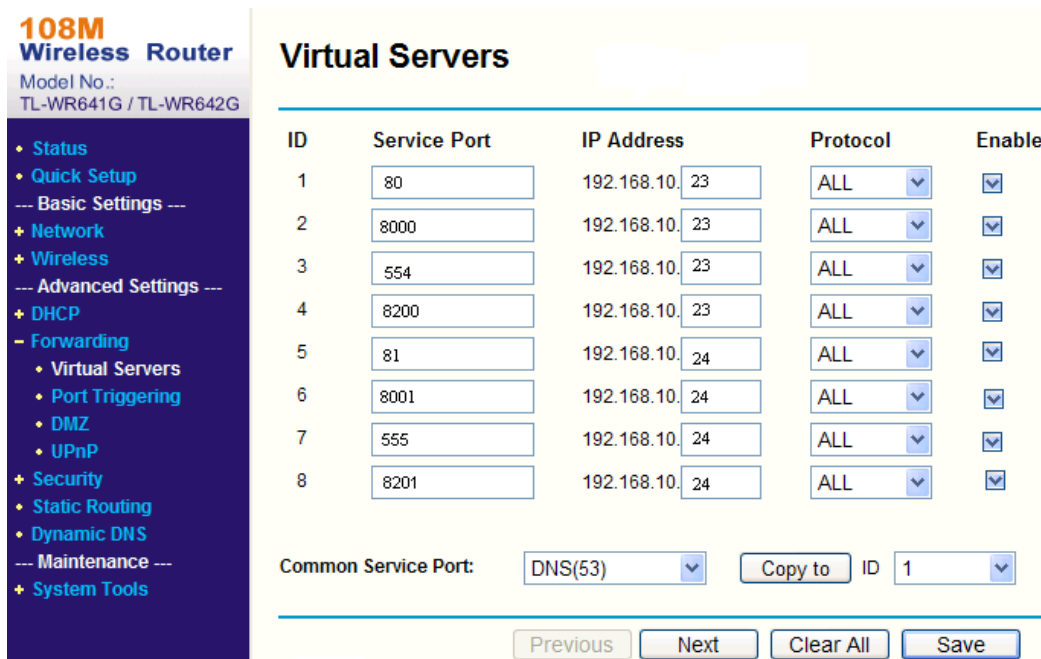 108M
Wireless Router
Model No.:
TL-WR641G / TL-WR642G
• Status
• Quick Setup
--- Basic Settings ---
+ Network
+ Wireless
--- Advanced Settings ---
+ DHCP
– Forwarding
• Virtual Servers
• Port Triggering
• DMZ
• UPnP
+ Security
• Static Routing
• Dynamic DNS
--- Maintenance ---
+ System Tools
Virtual Servers
ID Service Port IP Address Protocol Enable
1 80 192.168.10. 23 ALL
2 8000 192.168.10. 23 ALL
3 554 192.168.10. 23 ALL
4 8200 192.168.10. 23 ALL
5 81 192.168.10. 24 ALL
6 8001 192.168.10. 24 ALL
7 555 192.168.10. 24 ALL
8 8201 192.168.10. 24 ALL
Common Service Port: DNS(53) Copy to ID 1
Previous Next Clear All Save